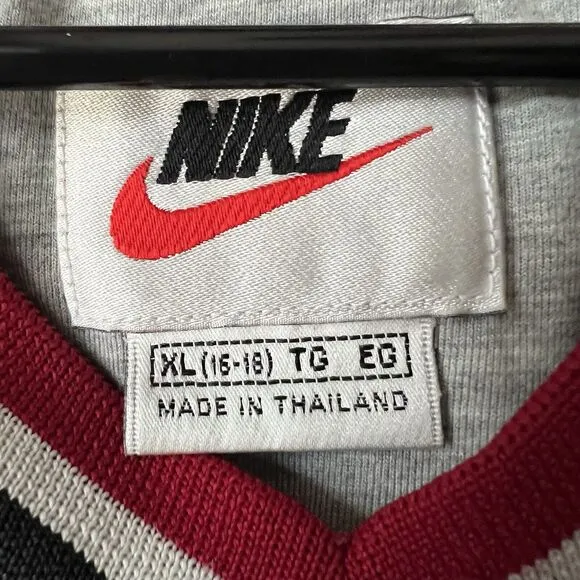 NIKE
XL (16-18) TG EG
MADE IN THAILAND